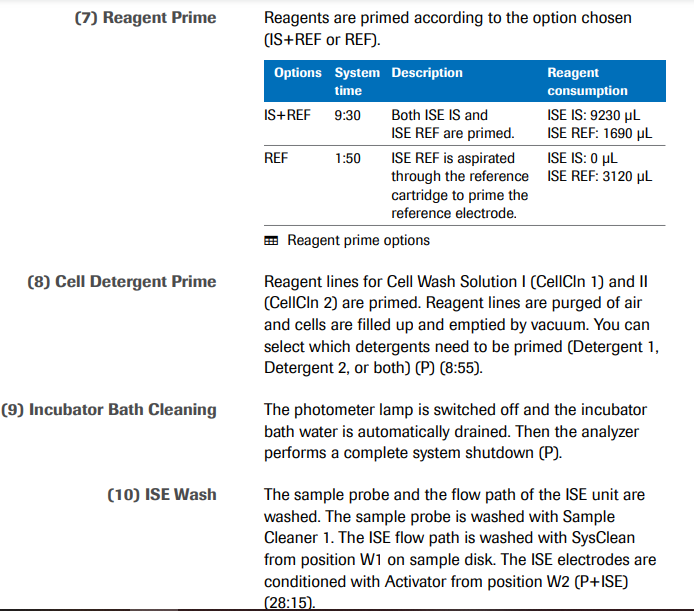 (7) Reagent Prime
Reagents are primed according to the option chosen
(IS+REF or REF).
Options System Description Reagent
time consumption
IS+REF 9:30 Both ISE IS and ISE IS: 9230 µL
ISE REF are primed. ISE REF: 1690 µL
REF 1:50 ISE REF is aspirated ISE IS: 0 µL
through the reference ISE REF: 3120 µL
cartridge to prime the
reference electrode.
Reagent prime options
(8) Cell Detergent Prime
Reagent lines for Cell Wash Solution I (CellCln 1) and II
(CellCln 2) are primed. Reagent lines are purged of air
and cells are filled up and emptied by vacuum. You can
select which detergents need to be primed (Detergent 1,
Detergent 2, or both) (P) (8:55).
(9) Incubator Bath Cleaning
The photometer lamp is switched off and the incubator
bath water is automatically drained. Then the analyzer
performs a complete system shutdown (P).
(10) ISE Wash
The sample probe and the flow path of the ISE unit are
washed. The sample probe is washed with Sample
Cleaner 1. The ISE flow path is washed with SysClean
from position W1 on sample disk. The ISE electrodes are
conditioned with Activator from position W2 (P+ISE)
(28:15).